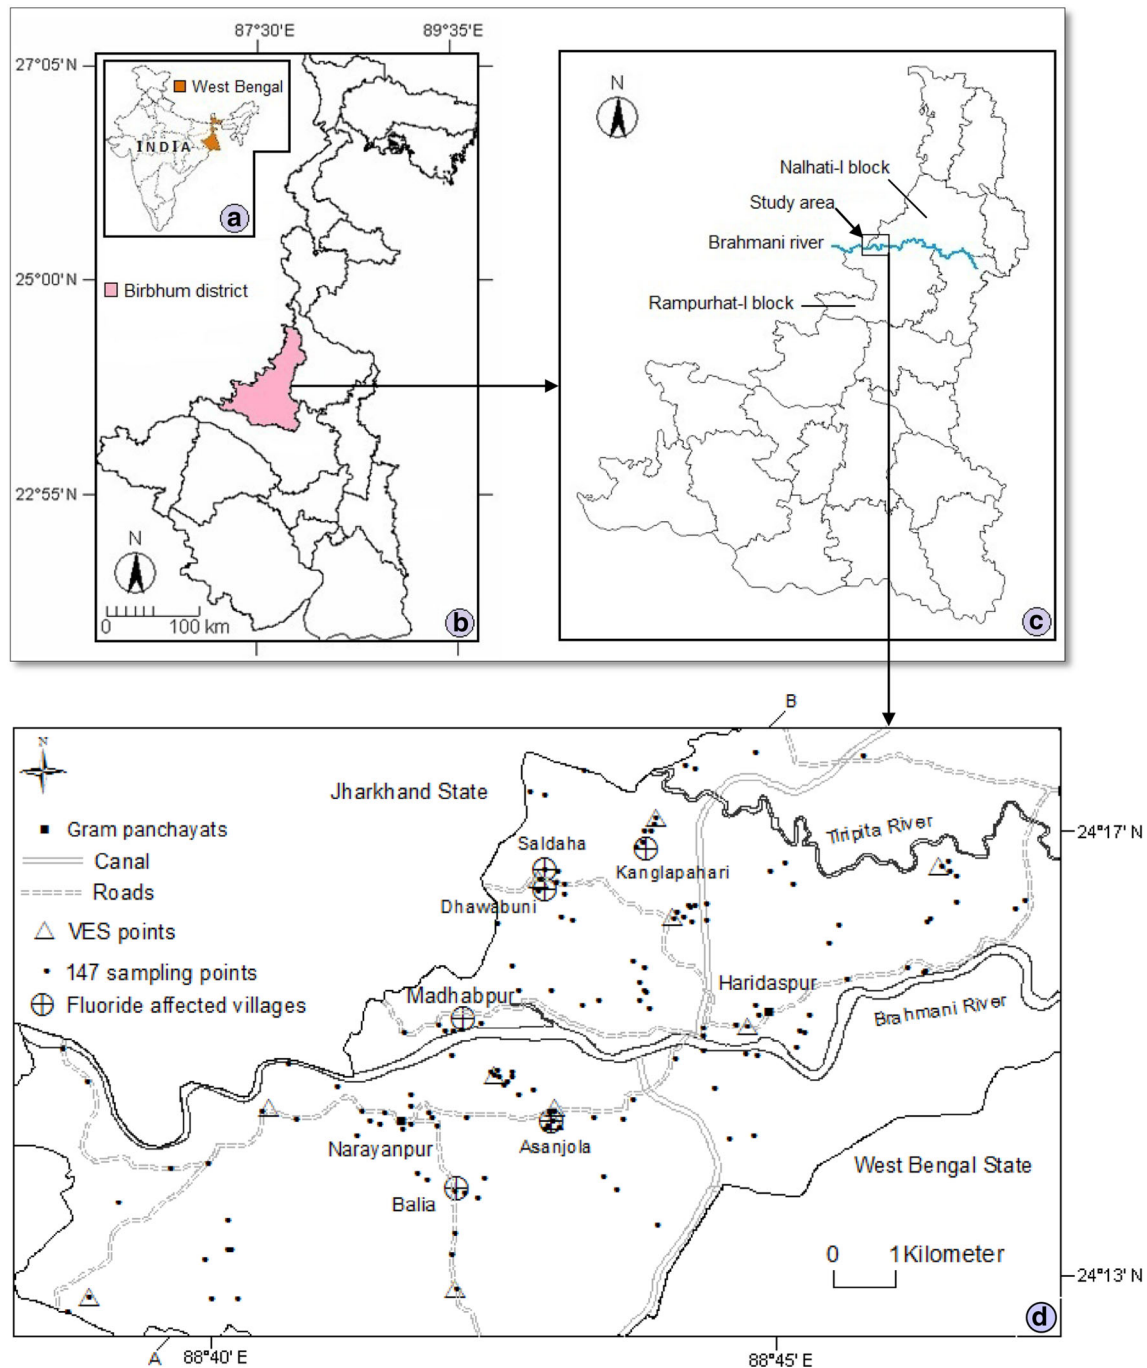 87°30' E
89°35' E
27°05' N
West Bengal
INDIA
a
25°00' N
Birbhum district
22°55' N
N
0 100 km
b
N
Nalhati-I block
Study area
Brahmani river
Rampurhat-I block
c
B
N
Jharkhand State
Gram panchayats
Canal
Roads
VES points
147 sampling points
Fluoride affected villages
Saldaha
Kanglapahari
Dhawabuni
Tiripita River
24°17' N
Madhabpur
Haridaspur
Brahmani River
Narayanpur
Asanjola
Balia
West Bengal State
0 1 Kilometer
24°13' N
d
A
88°40' E
88°45' E